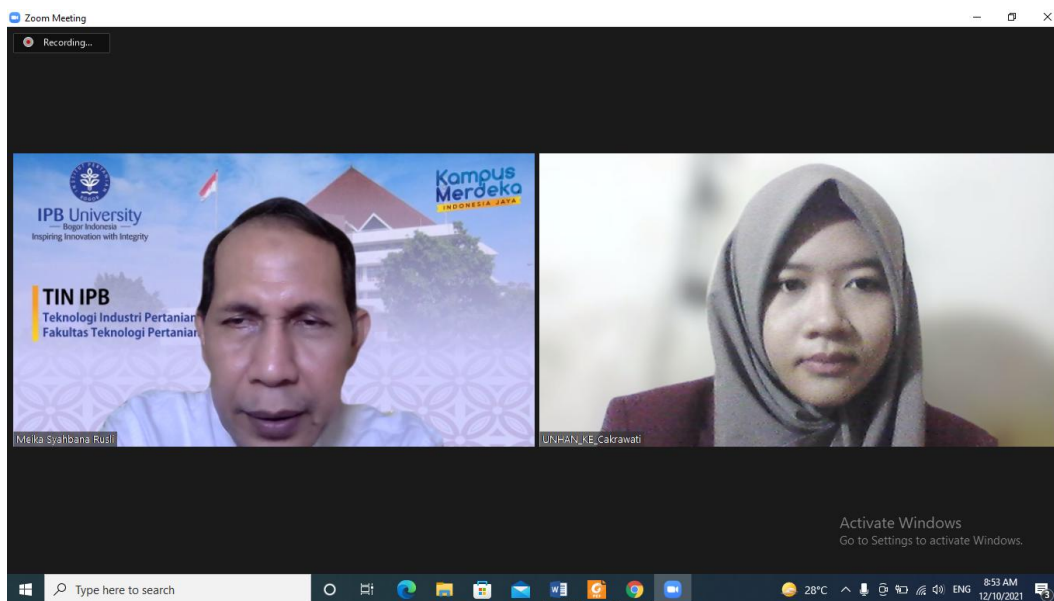 Zoom Meeting
Recording...
IPB University
Bogor Indonesia
Inspiring Innovation with Integrity
Kampus
Merdeka
INDONESIA JAYA
TIN IPB
Teknologi Industri Pertanian
Fakultas Teknologi Pertanian
Meika Syahbana Rusli
UNHAN_KE_Cakrawati
Activate Windows
Go to Settings to activate Windows.
Type here to search
28°C
ENG
8:53 AM
12/10/2021
3